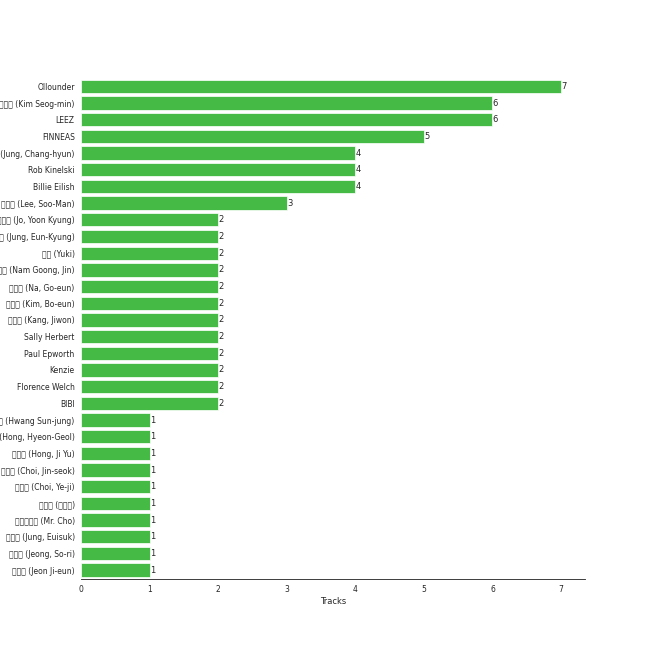 Ollounder
7
(Kim Seog-min)
6
LEEZ
6
FINNEAS
5
(Jung, Chang-hyun)
4
Rob Kinelski
4
Billie Eilish
4
(Lee, Soo-Man)
3
(Jo, Yoon Kyung)
2
(Jung, Eun-Kyung)
2
(Yuki)
2
(Nam Goong, Jin)
2
(Na, Go-eun)
2
(Kim, Bo-eun)
2
(Kang, Jiwon)
2
Sally Herbert
2
Paul Epworth
2
Kenzie
2
Florence Welch
2
BIBI
2
(Hwang Sun-jung)
1
(Hong, Hyeon-Geol)
1
(Hong, Ji Yu)
1
(Choi, Jin-seok)
1
(Choi, Ye-ji)
1
1
(Mr. Cho)
1
(Jung, Euisuk)
1
(Jeong, So-ri)
1
(Jeon Ji-eun)
1
0 1 2 3 4 5 6 7
Tracks